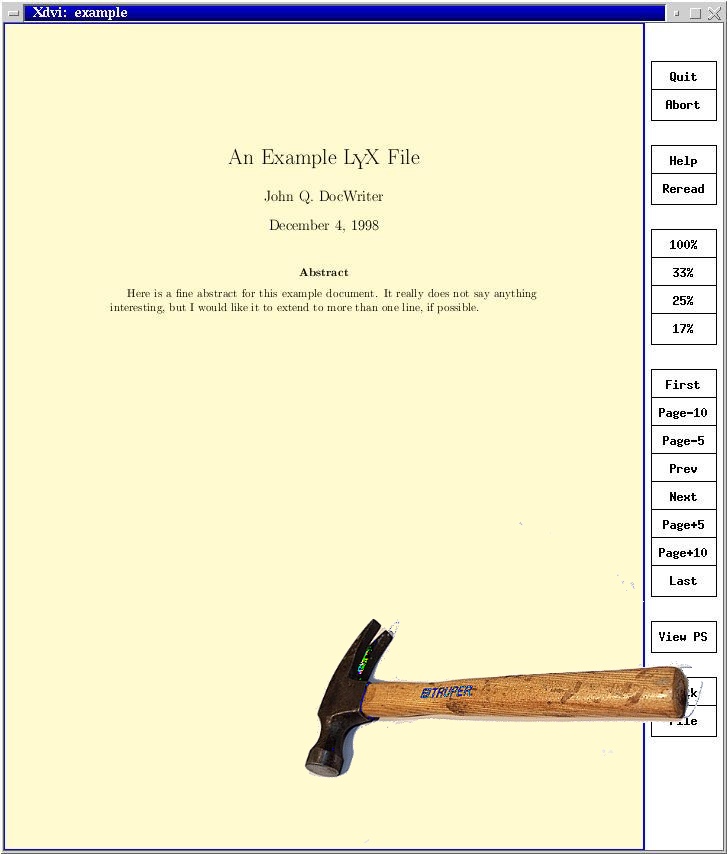 Xdvi: example
An Example LyX File
John Q. DocWriter
December 4, 1998
Abstract
Here is a fine abstract for this example document. It really does not say anything
interesting, but I would like it to extend to more than one line, if possible.
Quit
Abort
Help
Reread
100%
33%
25%
17%
First
Page-10
Page-5
Prev
Next
Page+5
Page+10
Last
View PS
File
TRUPER